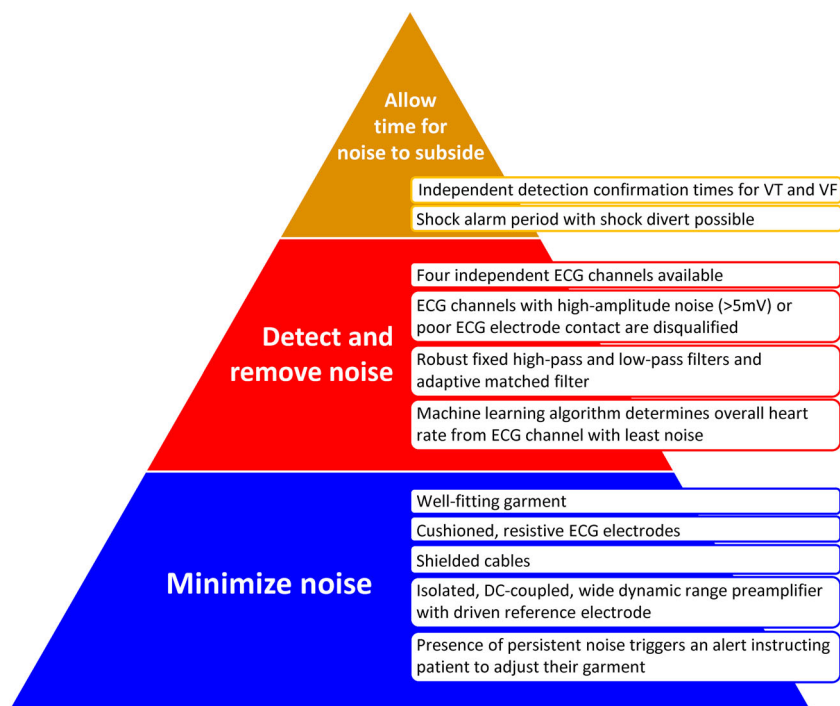 Allow
time for
noise to subside
Independent detection confirmation times for VT and VF
Shock alarm period with shock divert possible
Detect and
remove noise
Four independent ECG channels available
ECG channels with high-amplitude noise (>5mV) or
poor ECG electrode contact are disqualified
Robust fixed high-pass and low-pass filters and
adaptive matched filter
Machine learning algorithm determines overall heart
rate from ECG channel with least noise
Minimize noise
Well-fitting garment
Cushioned, resistive ECG electrodes
Shielded cables
Isolated, DC-coupled, wide dynamic range preamplifier
with driven reference electrode
Presence of persistent noise triggers an alert instructing
patient to adjust their garment